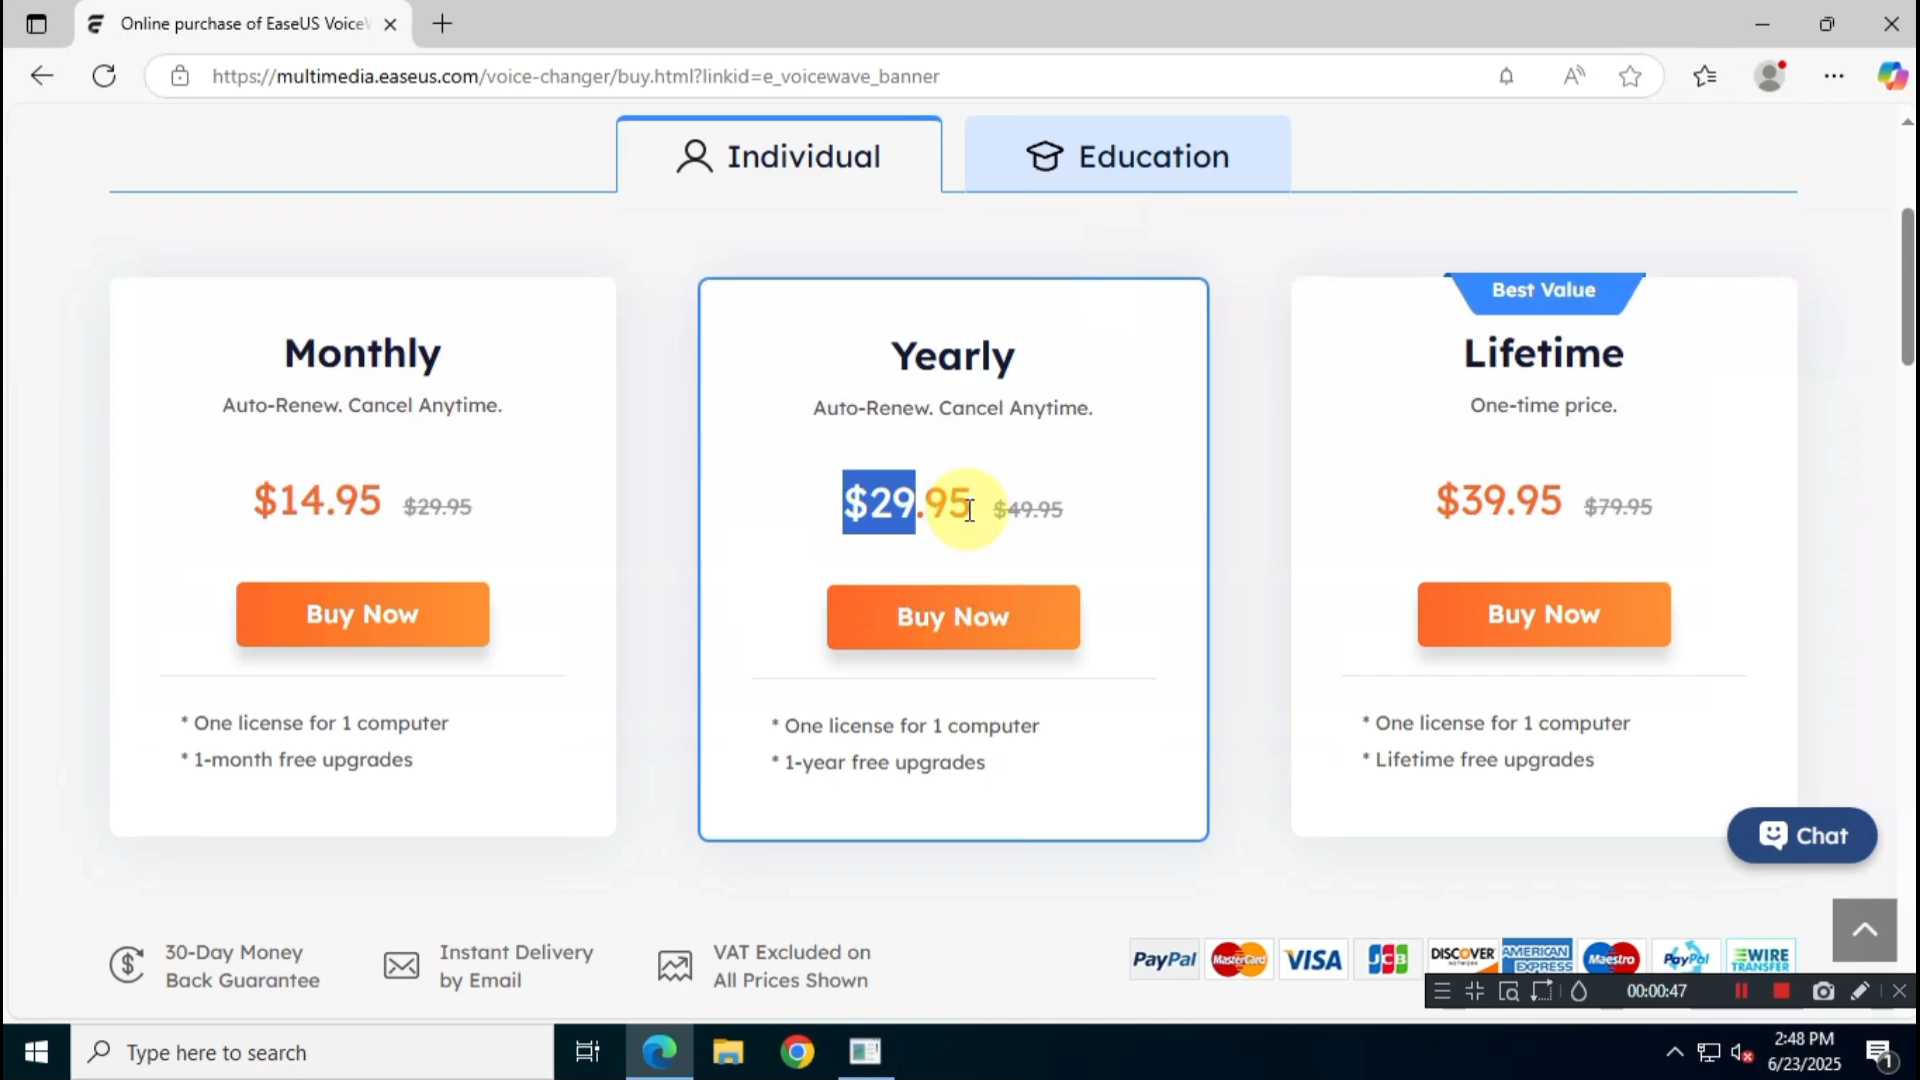 Online purchase of EaseUS VoiceW
https://multimedia.easeus.com/voice-changer/buy.html?linkid=e_voicewave_banner
Individual
Education
Best Value
Monthly
Auto-Renew. Cancel Anytime.
$14.95 $29.95
Buy Now
* One license for 1 computer
* 1-month free upgrades
Yearly
Auto-Renew. Cancel Anytime.
$29.95 $49.95
Buy Now
* One license for 1 computer
* 1-year free upgrades
Lifetime
One-time price.
$39.95 $79.95
Buy Now
* One license for 1 computer
* Lifetime free upgrades
Chat
30-Day Money
Back Guarantee
Instant Delivery
by Email
VAT Excluded on
All Prices Shown
PayPal MasterCard VISA JCB DISCOVER NETWORK AMERICAN EXPRESS Maestro PayPal WIRE TRANSFER
00:00:47
Type here to search
2:48 PM
6/23/2025
1